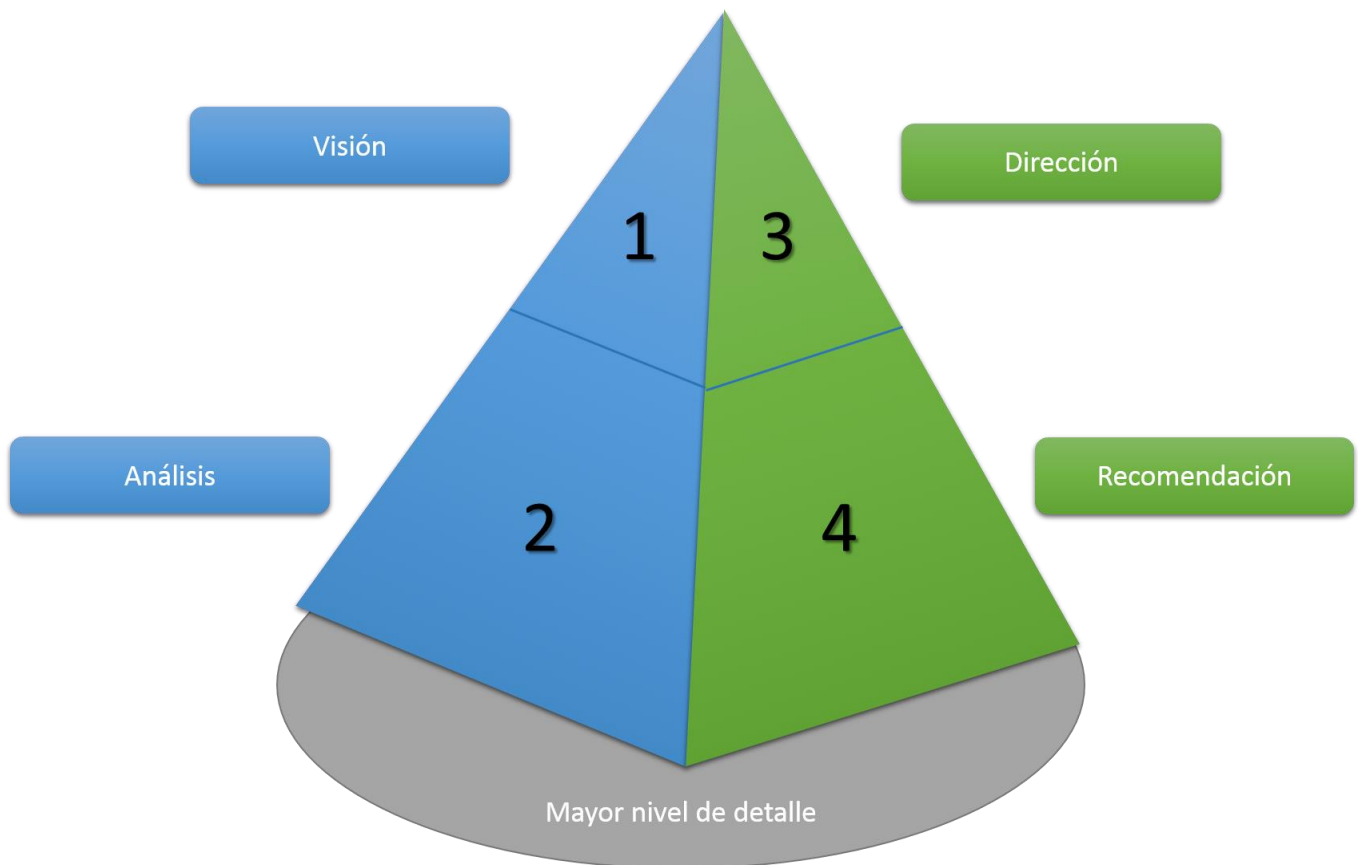 Visión
Dirección
1
3
Análisis
Recomendación
2
4
Mayor nivel de detalle